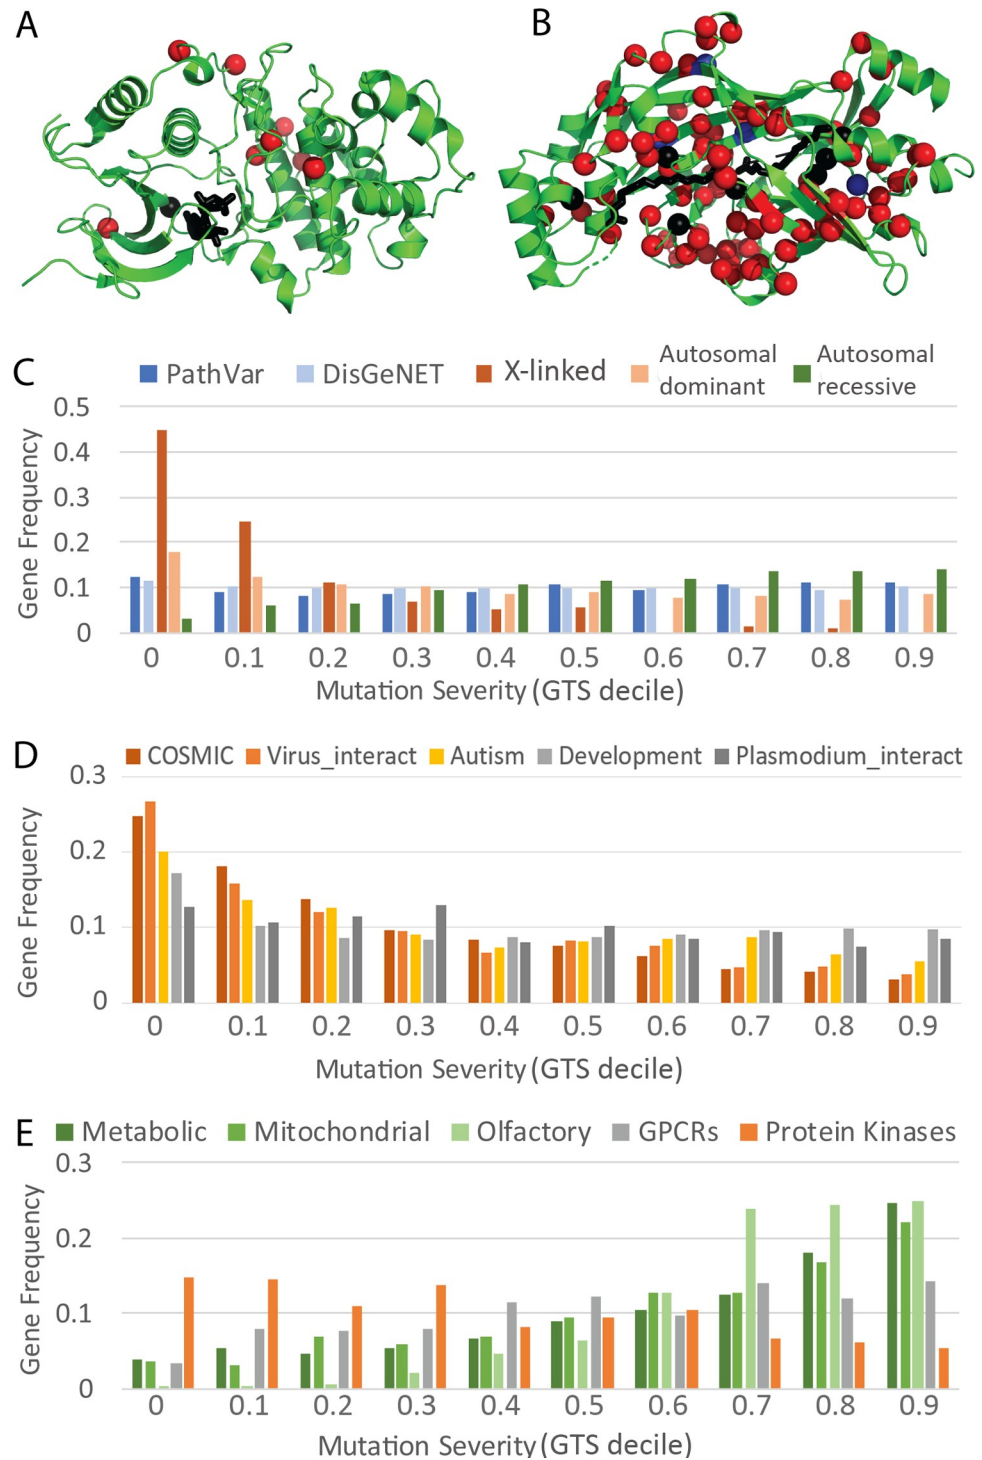 A
B
C
PathVar DisGeNET X-linked Autosomal dominant Autosomal recessive
0.5
0.4
0.3
0.2
0.1
0
Gene Frequency
0 0.1 0.2 0.3 0.4 0.5 0.6 0.7 0.8 0.9
Mutation Severity (GTS decile)
D
COSMIC Virus_interact Autism Development Plasmodium_interact
0.3
0.2
0.1
0
Gene Frequency
0 0.1 0.2 0.3 0.4 0.5 0.6 0.7 0.8 0.9
Mutation Severity (GTS decile)
E
Metabolic Mitochondrial Olfactory GPCRs Protein Kinases
0.3
0.2
0.1
0
Gene Frequency
0 0.1 0.2 0.3 0.4 0.5 0.6 0.7 0.8 0.9
Mutation Severity (GTS decile)